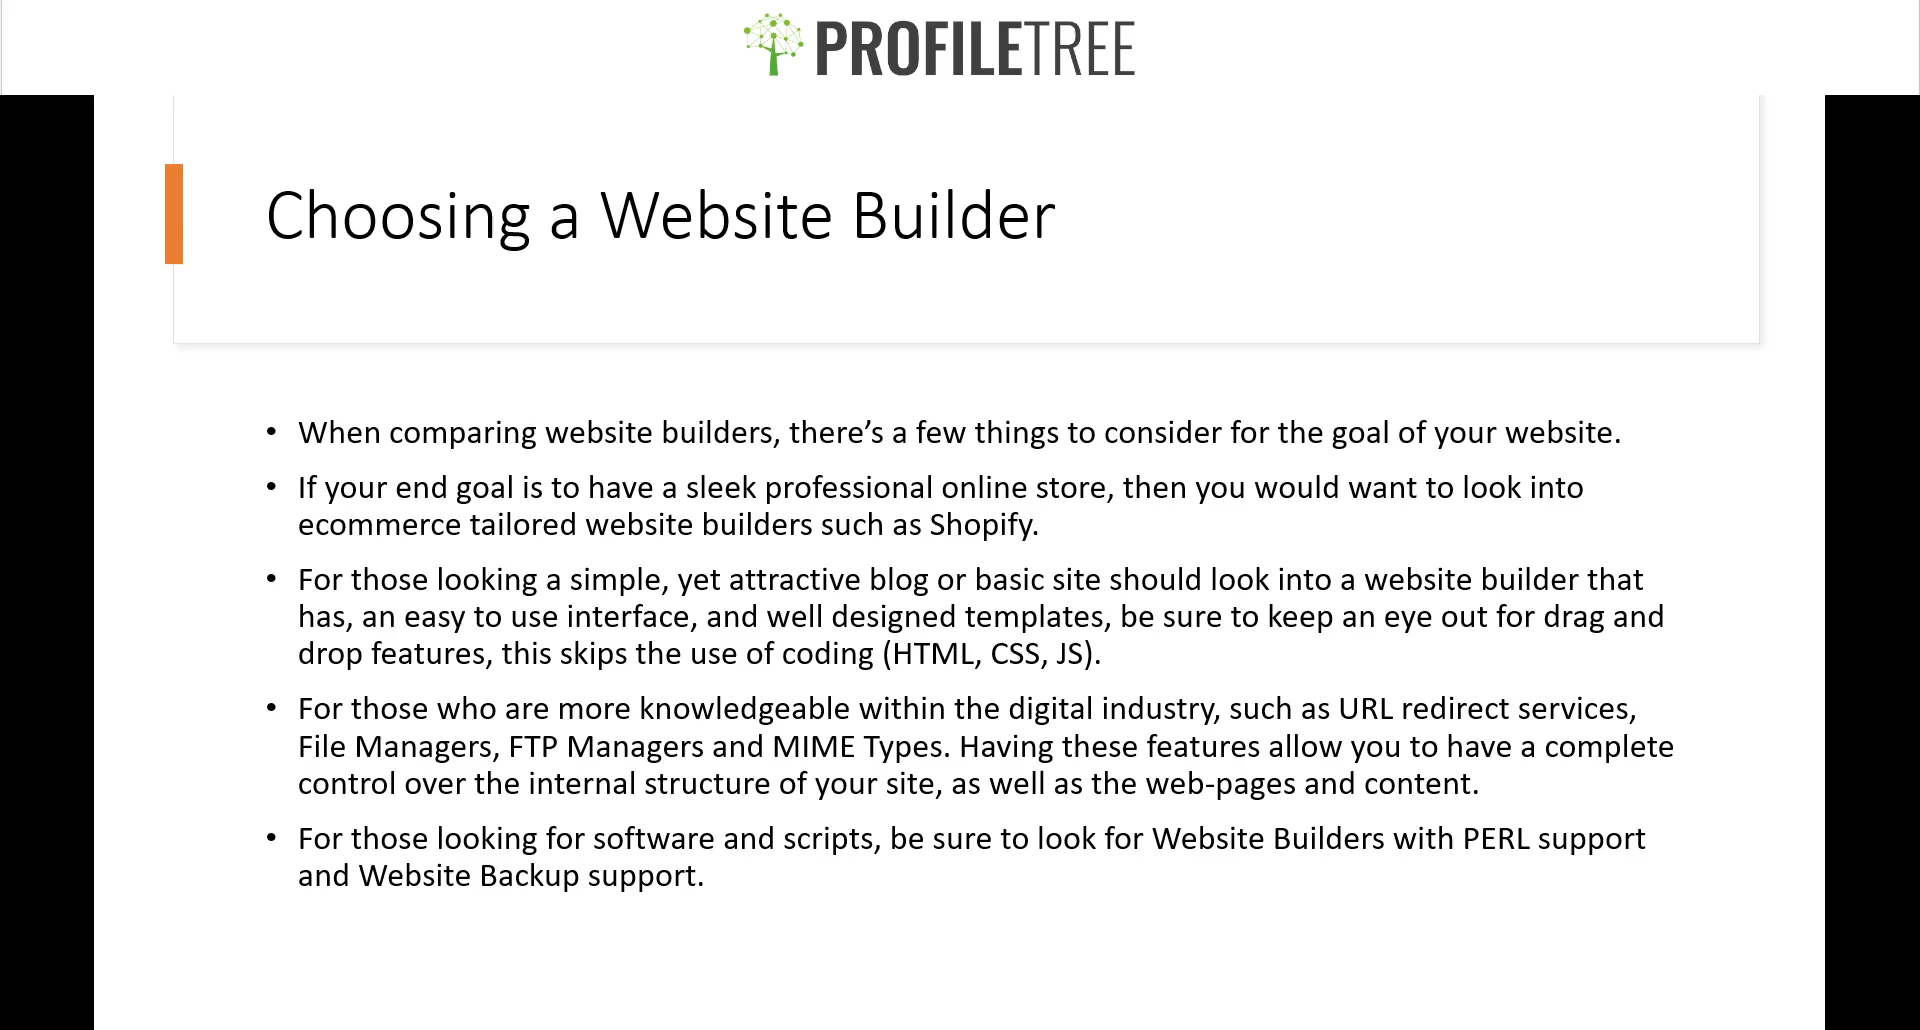 PROFILETREE
Choosing a Website Builder
• When comparing website builders, there’s a few things to consider for the goal of your website.
• If your end goal is to have a sleek professional online store, then you would want to look into
ecommerce tailored website builders such as Shopify.
• For those looking a simple, yet attractive blog or basic site should look into a website builder that
has, an easy to use interface, and well designed templates, be sure to keep an eye out for drag and
drop features, this skips the use of coding (HTML, CSS, JS).
• For those who are more knowledgeable within the digital industry, such as URL redirect services,
File Managers, FTP Managers and MIME Types. Having these features allow you to have a complete
control over the internal structure of your site, as well as the web-pages and content.
• For those looking for software and scripts, be sure to look for Website Builders with PERL support
and Website Backup support.